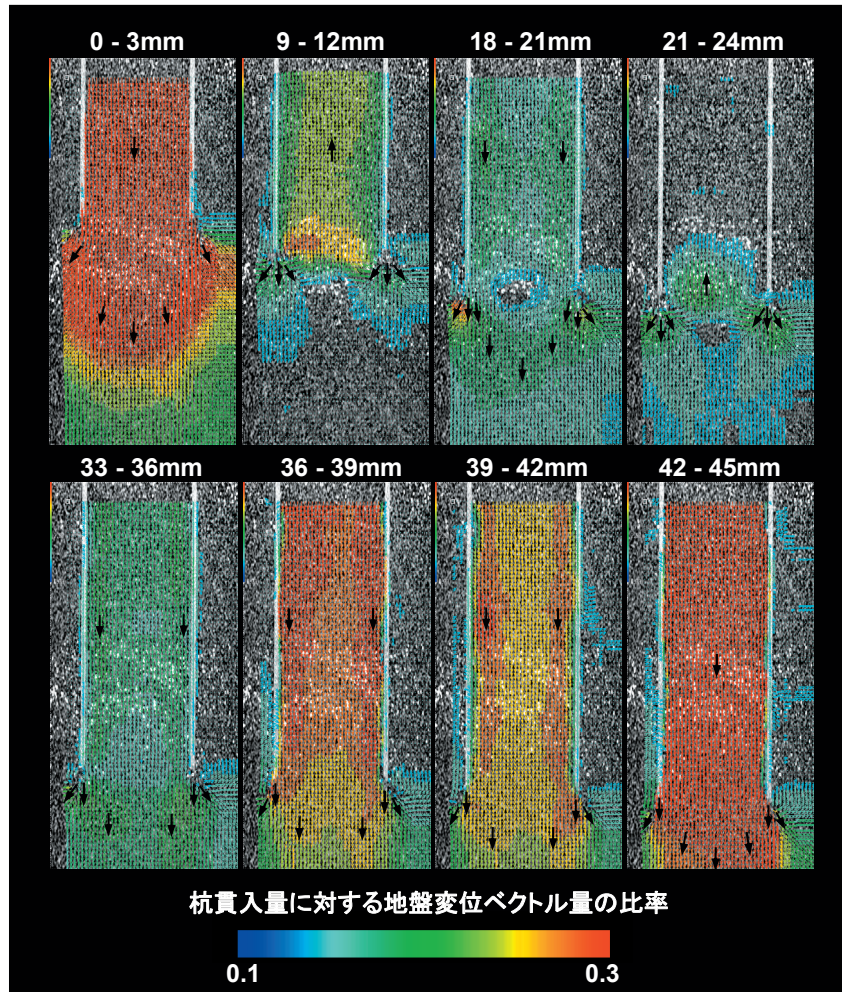 0 - 3mm
9 - 12mm
18 - 21mm
21 - 24mm
33 - 36mm
36 - 39mm
39 - 42mm
42 - 45mm
杭貫入量に対する地盤変位ベクトル量の比率
0.1
0.3